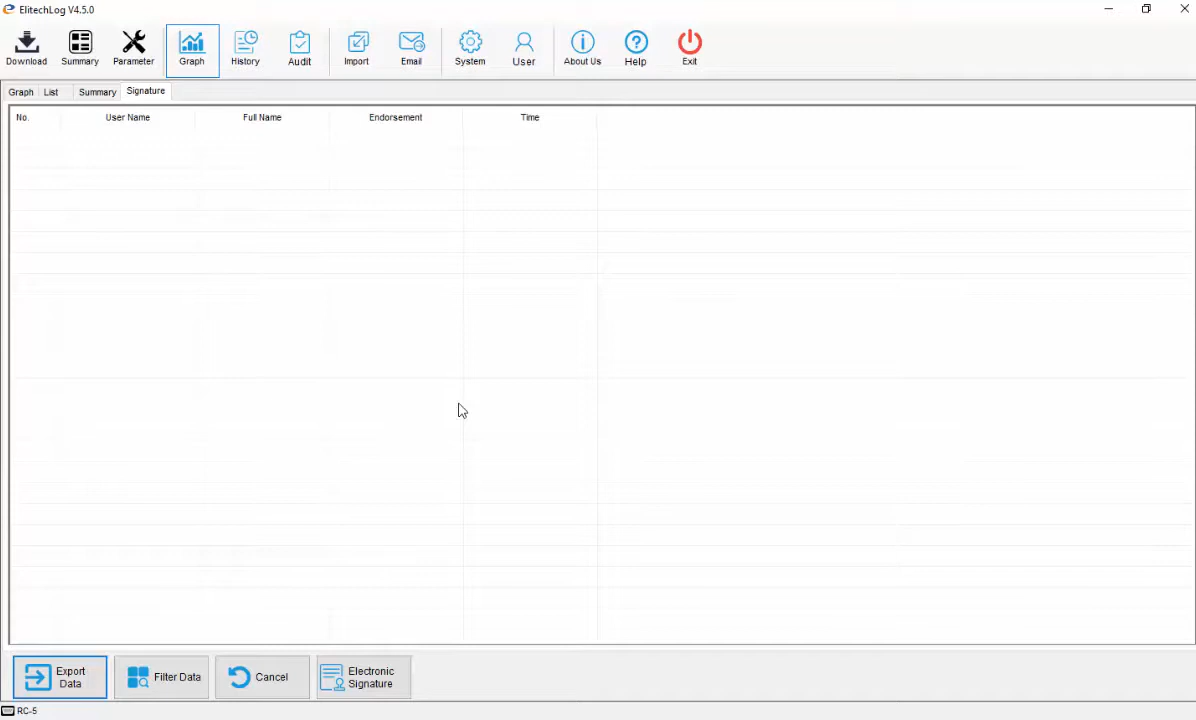 ElitechLog V4.5.0
Download Summary Parameter Graph History Audit Import Email System User About Us Help Exit
Graph List Summary Signature
No. User Name Full Name Endorsement Time
Export Data Filter Data Cancel Electronic Signature
RC-5